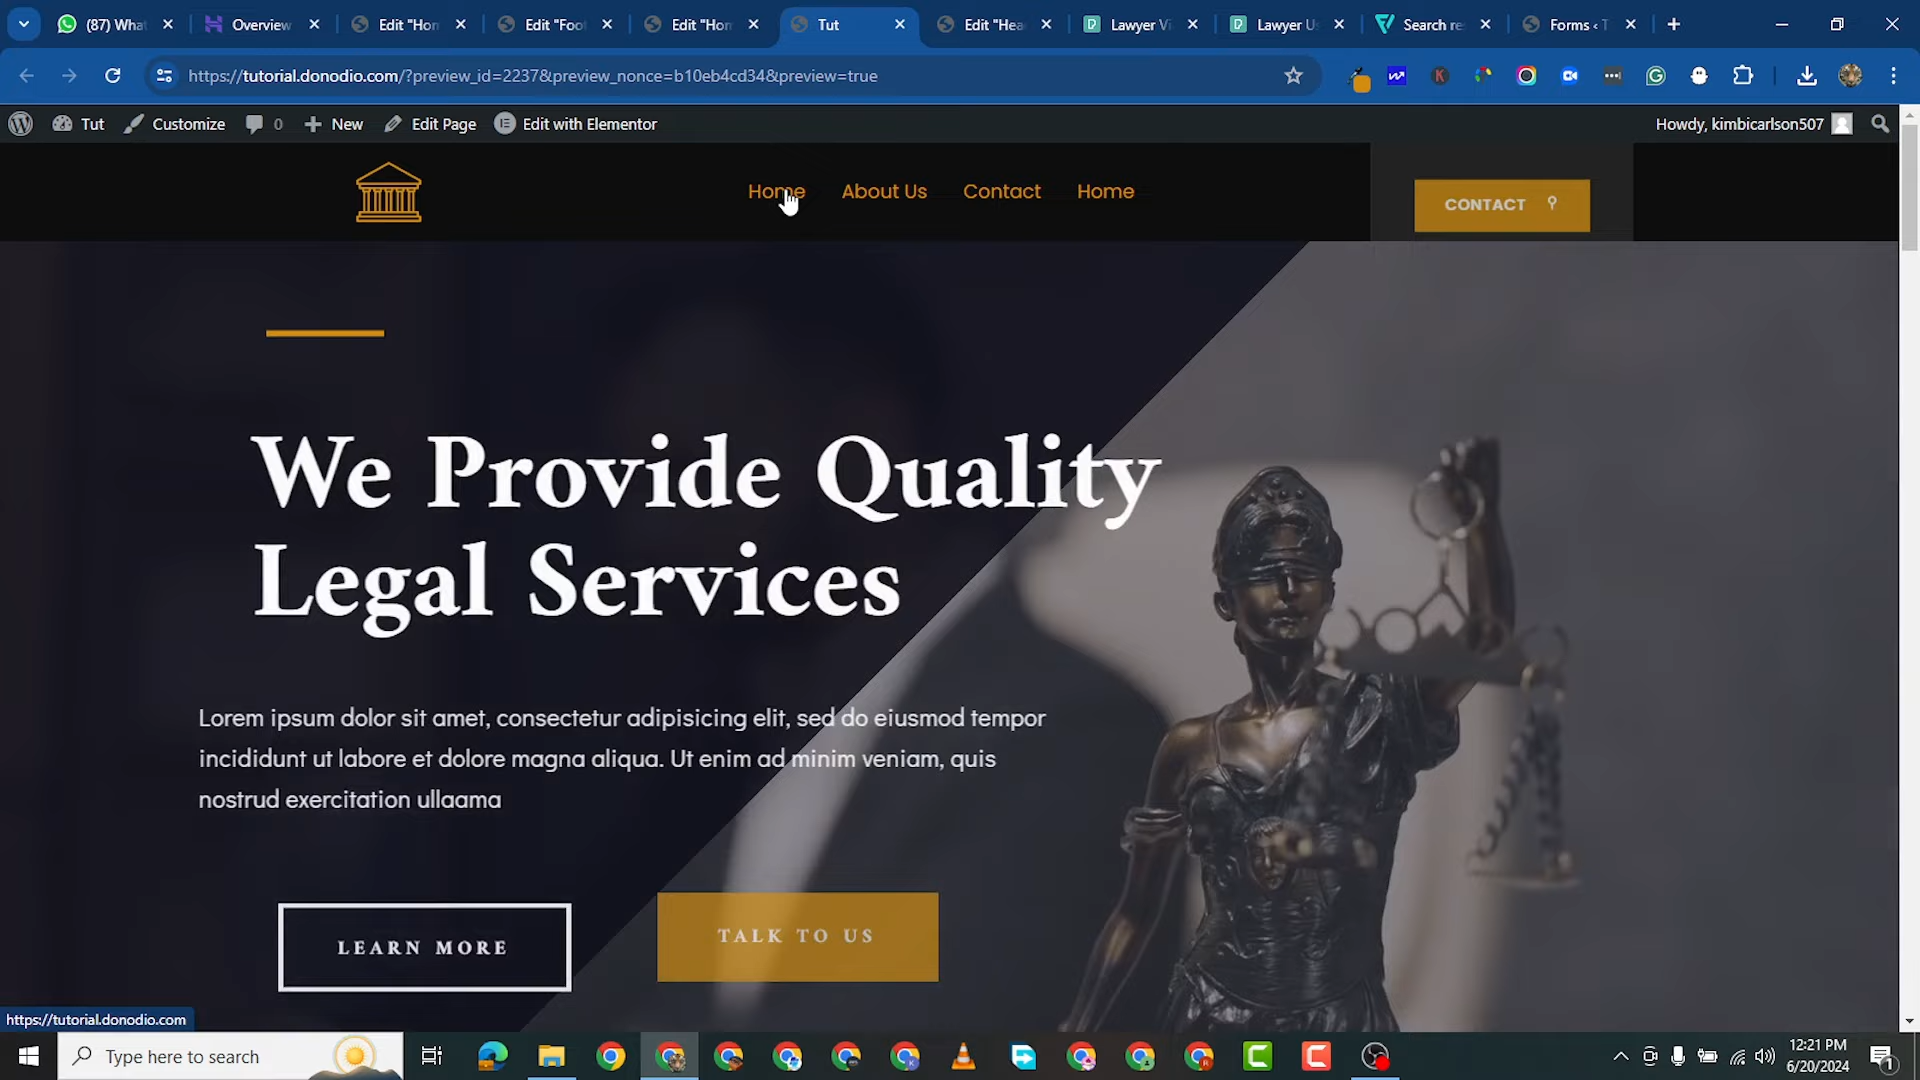 (87) What
Overview
Edit "Hom
Edit "Foo
Edit "Hom
Tut
Edit "Hea
Lawyer Vi
Lawyer U
Search re
Forms ‹ T
https://tutorial.donodio.com/?preview_id=2237&preview_nonce=b10eb4cd34&preview=true
Tut
Customize
0
New
Edit Page
Edit with Elementor
Howdy, kimbicarlson507
Home
About Us
Contact
Home
CONTACT
We Provide Quality
Legal Services
Lorem ipsum dolor sit amet, consectetur adipisicing elit, sed do eiusmod tempor
incididunt ut labore et dolore magna aliqua. Ut enim ad minim veniam, quis
nostrud exercitation ullaama
LEARN MORE
TALK TO US
https://tutorial.donodio.com
Type here to search
12:21 PM
6/20/2024
1